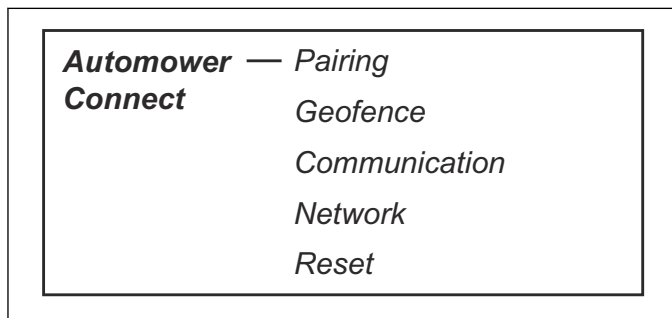 Automower — Pairing
Connect
Geofence
Communication
Network
Reset